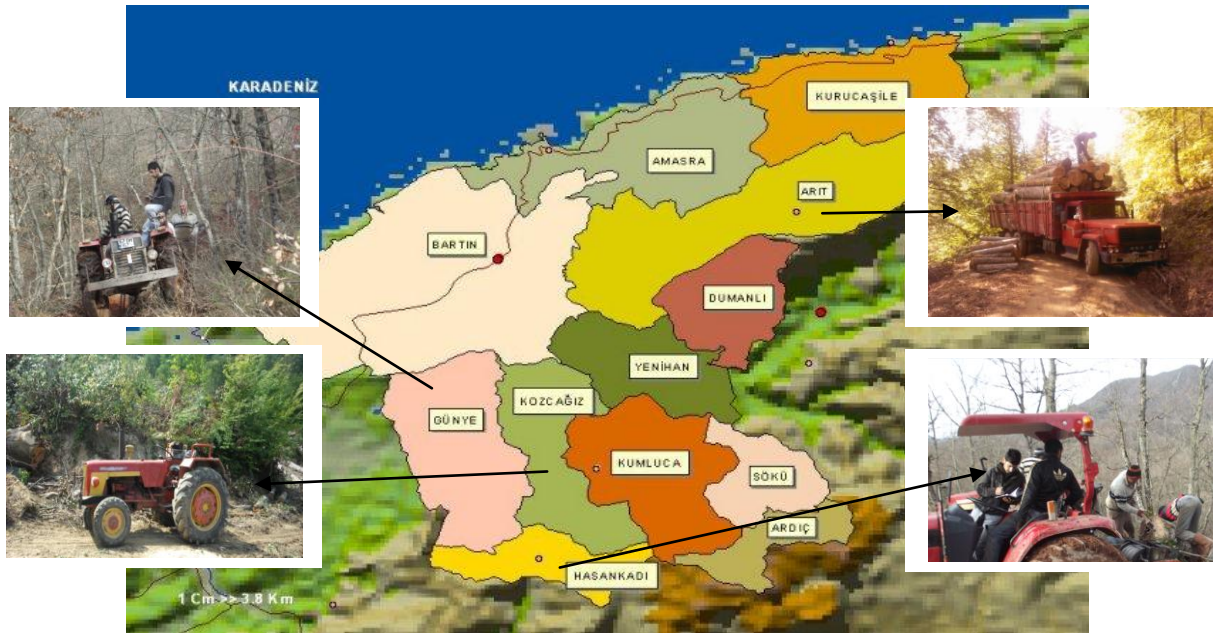 KARADENİZ
KURUCAŞİLE
AMASRA
ARIT
BARTIN
DUMANLI
YENİHAN
KOZCAĞIZ
GÜNYE
KUMLUCA
SÖKÜ
ARDIÇ
HASANKADI
1 Cm >> 3.8 Km